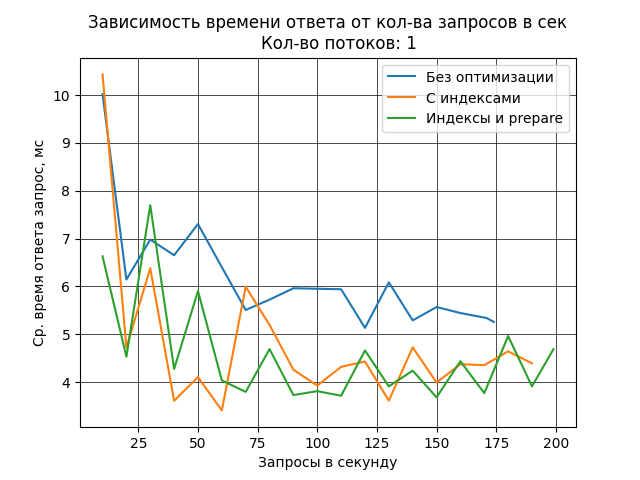 Зависимость времени ответа от кол-ва запросов в сек
Кол-во потоков: 1
Без оптимизации
С индексами
Индексы и prepare
Ср. время ответа запрос, мс
10
9
8
7
6
5
4
25 50 75 100 125 150 175 200
Запросы в секунду